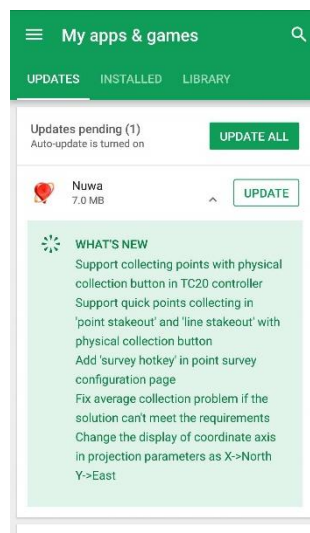 My apps & games
UPDATES INSTALLED LIBRARY
Updates pending (1)
Auto-update is turned on
UPDATE ALL
Nuwa
7.0 MB
UPDATE
WHAT'S NEW
Support collecting points with physical
collection button in TC20 controller
Support quick points collecting in
'point stakeout' and 'line stakeout' with
physical collection button
Add 'survey hotkey' in point survey
configuration page
Fix average collection problem if the
solution can't meet the requirements
Change the display of coordinate axis
in projection parameters as X->North
Y->East